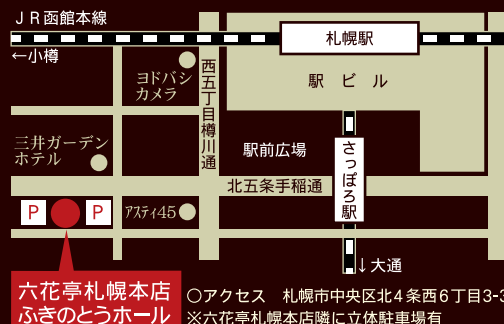 ＪＲ函館本線
札幌駅
←小樽
ヨドバシ
カメラ
西五丁目樽川通
駅 ビ ル
三井ガーデン
ホテル
駅前広場
さっぽろ駅
北五条手稲通
P
P
アスティ45
↓大通
六花亭札幌本店
ふきのとうホール
○アクセス　札幌市中央区北４条西６丁目3-3
※六花亭札幌本店隣に立体駐車場有